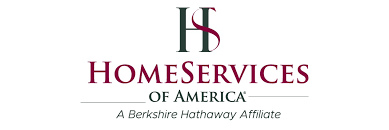 HS
HOMESERVICES
OF AMERICA®
A Berkshire Hathaway Affiliate